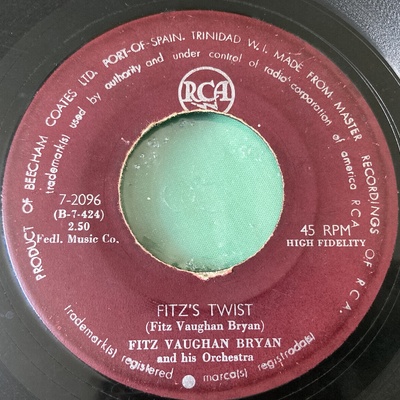 PRODUCT OF BEECHAM COATES LTD. PORT-OF-SPAIN. TRINIDAD W.I. MADE FROM MASTER RECORDINGS OF R.C.A.
trademark(s) used by authority and under control of radio corporation of america RCA
RCA
7-2096
(B-7-424)
2.50
Fedl. Music Co.
45 RPM
HIGH FIDELITY
FITZ'S TWIST
(Fitz Vaughan Bryan)
FITZ VAUGHAN BRYAN
and his Orchestra
trademark(s) registered marca(s) registrada(s)